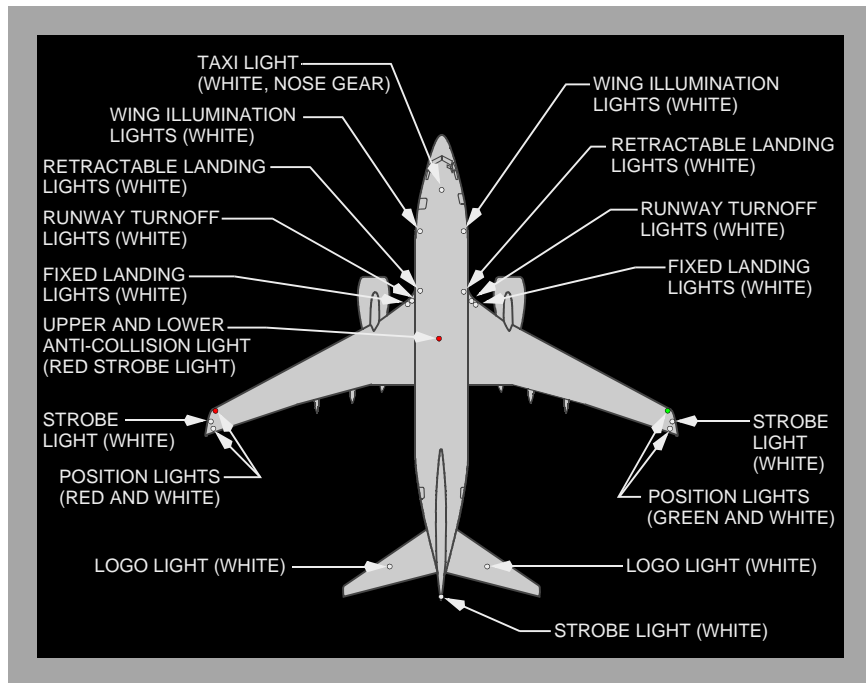 TAXI LIGHT
(WHITE, NOSE GEAR)
WING ILLUMINATION
LIGHTS (WHITE)
WING ILLUMINATION
LIGHTS (WHITE)
RETRACTABLE LANDING
LIGHTS (WHITE)
RETRACTABLE LANDING
LIGHTS (WHITE)
RUNWAY TURNOFF
LIGHTS (WHITE)
RUNWAY TURNOFF
LIGHTS (WHITE)
FIXED LANDING
LIGHTS (WHITE)
FIXED LANDING
LIGHTS (WHITE)
UPPER AND LOWER
ANTI-COLLISION LIGHT
(RED STROBE LIGHT)
STROBE
LIGHT (WHITE)
STROBE
LIGHT
(WHITE)
POSITION LIGHTS
(RED AND WHITE)
POSITION LIGHTS
(GREEN AND WHITE)
LOGO LIGHT (WHITE)
LOGO LIGHT (WHITE)
STROBE LIGHT (WHITE)